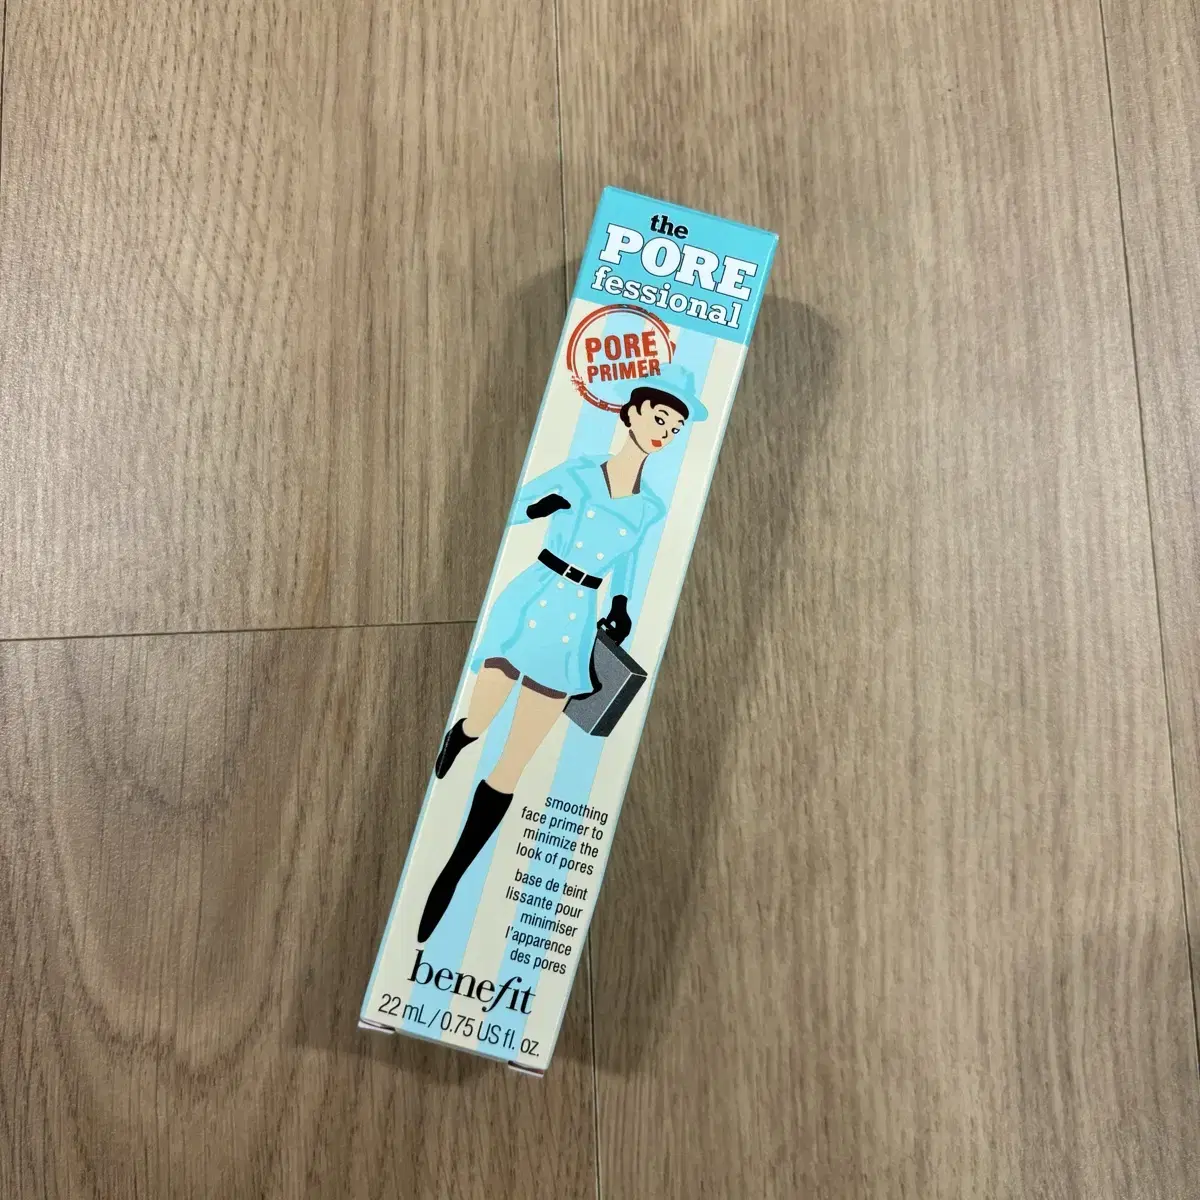 the
PORE
fessional
PORE
PRIMER
smoothing
face primer to
minimize the
look of pores
base de teint
lissante pour
minimiser
l'apparence
des pores
benefit
22 mL / 0.75 US fl. oz.